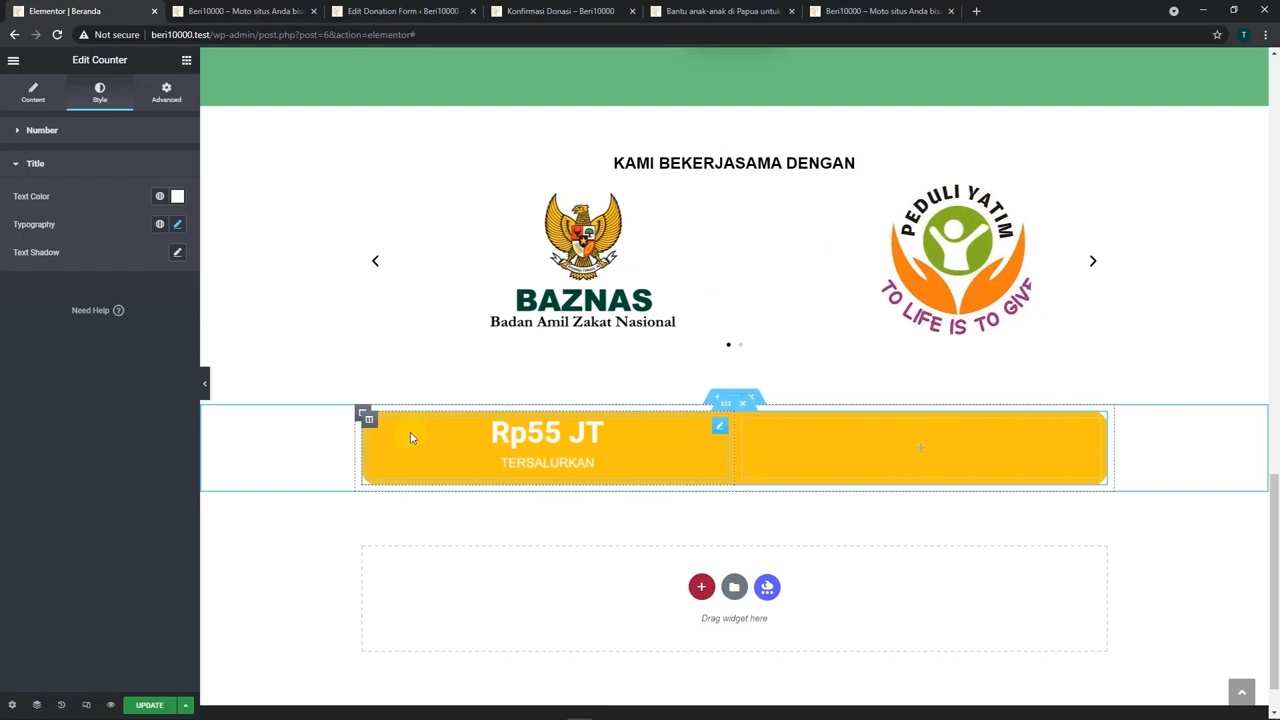 Elementor | Beranda
Beri10000 – Moto situs Anda bis
Edit Donation Form ‹ Beri10000
Konfirmasi Donasi – Beri10000
Bantu anak-anak di Papua untuk
Beri10000 – Moto situs Anda bis
Not secure
beri10000.test/wp-admin/post.php?post=6&action=elementor#
T
Edit Counter
Content
Style
Advanced
Number
Title
Text Color
Typography
Text Shadow
Need Help ?
UPDATE
KAMI BEKERJASAMA DENGAN
BAZNAS
Badan Amil Zakat Nasional
PEDULI YATIM
TO LIFE IS TO GIVE
Rp55 JT
TERSALURKAN
Drag widget here